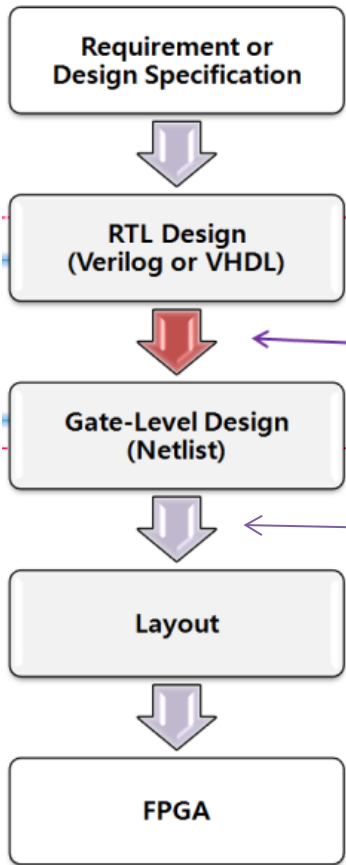 Requirement or
Design Specification
RTL Design
(Verilog or VHDL)
Gate-Level Design
(Netlist)
Layout
FPGA